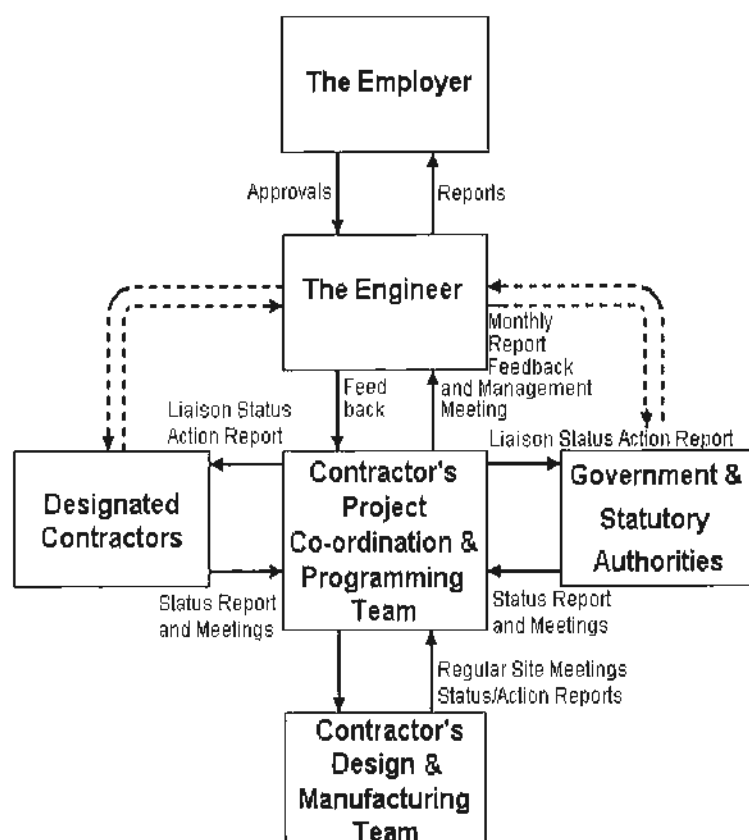 The Employer
Approvals
Reports
The Engineer
Monthly
Report
Feedback
and Management
Meeting
Feed
back
Liaison Status
Action Report
Liaison Status Action Report
Designated
Contractors
Contractor's
Project
Co-ordination &
Programming
Team
Government &
Statutory
Authorities
Status Report
and Meetings
Status Report
and Meetings
Regular Site Meetings
Status/Action Reports
Contractor's
Design &
Manufacturing
Team